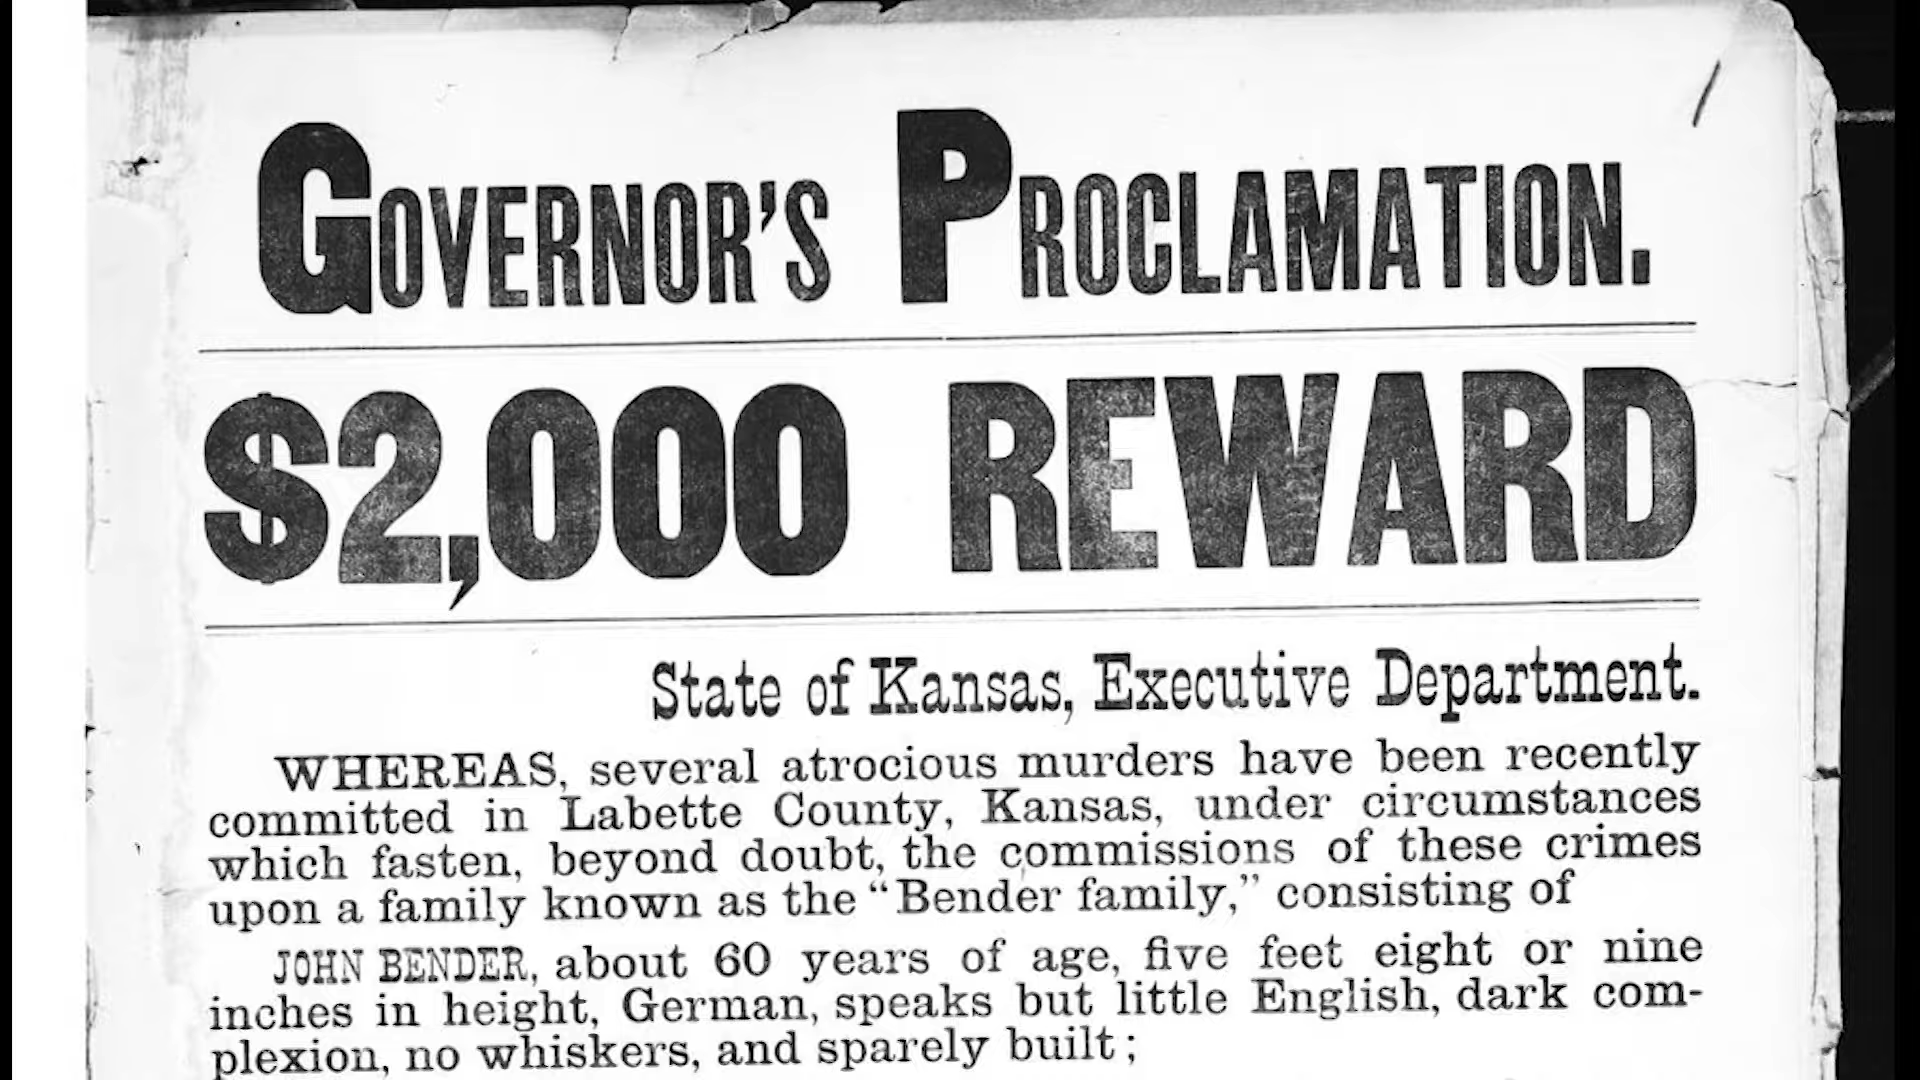 GOVERNOR'S PROCLAMATION.
$2,000 REWARD
State of Kansas, Executive Department.
WHEREAS, several atrocious murders have been recently
committed in Labette County, Kansas, under circumstances
which fasten, beyond doubt, the commissions of these crimes
upon a family known as the “Bender family,” consisting of
JOHN BENDER, about 60 years of age, five feet eight or nine
inches in height, German, speaks but little English, dark com-
plexion, no whiskers, and sparely built;